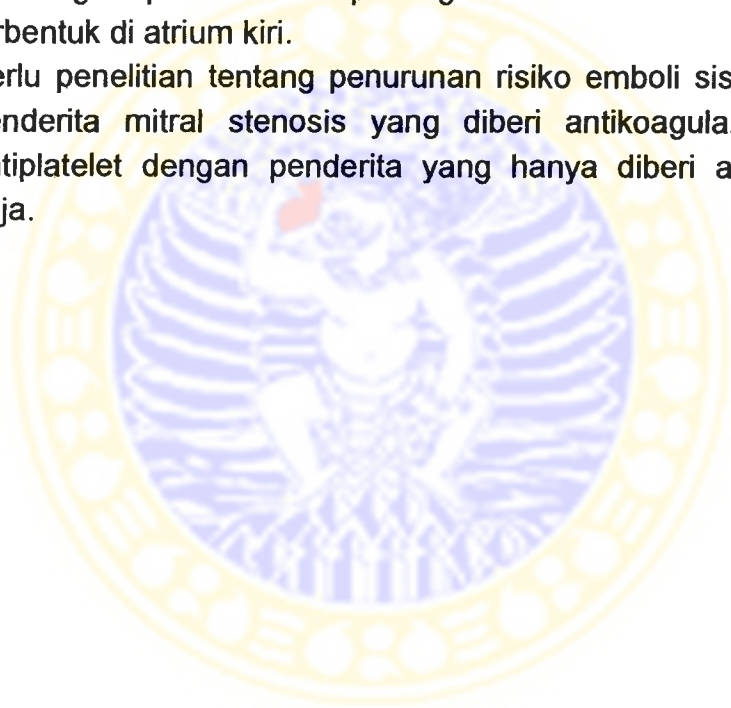 rbentuk di atrium kiri.
erlu penelitian tentang penurunan risiko emboli sis
enderita mitral stenosis yang diberi antikoagula
tiplatelet dengan penderita yang hanya diberi a
ja.